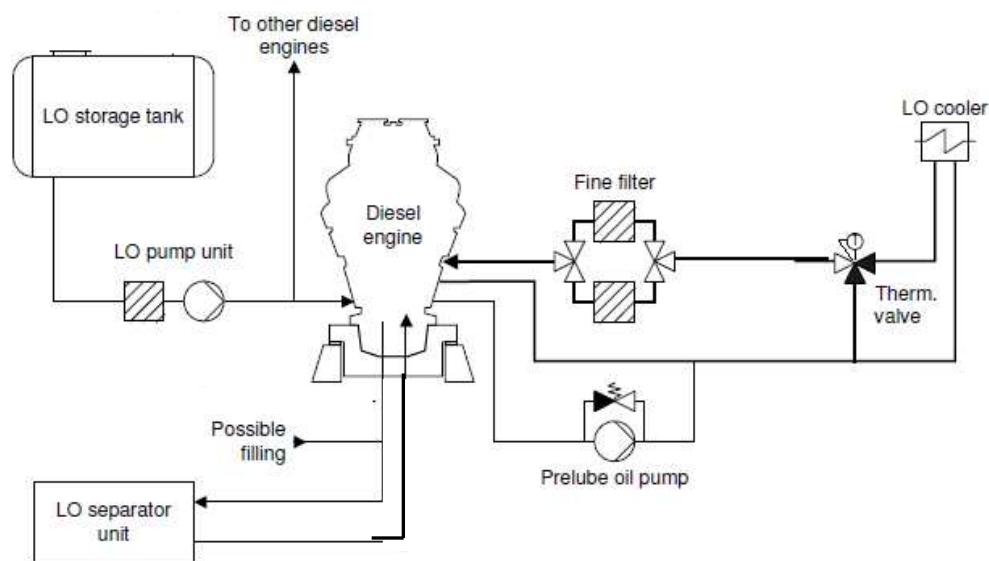 To other diesel
engines
LO storage tank
LO cooler
Fine filter
Diesel
engine
LO pump unit
T
Therm.
valve
Possible
filling
Prelube oil pump
LO separator
unit